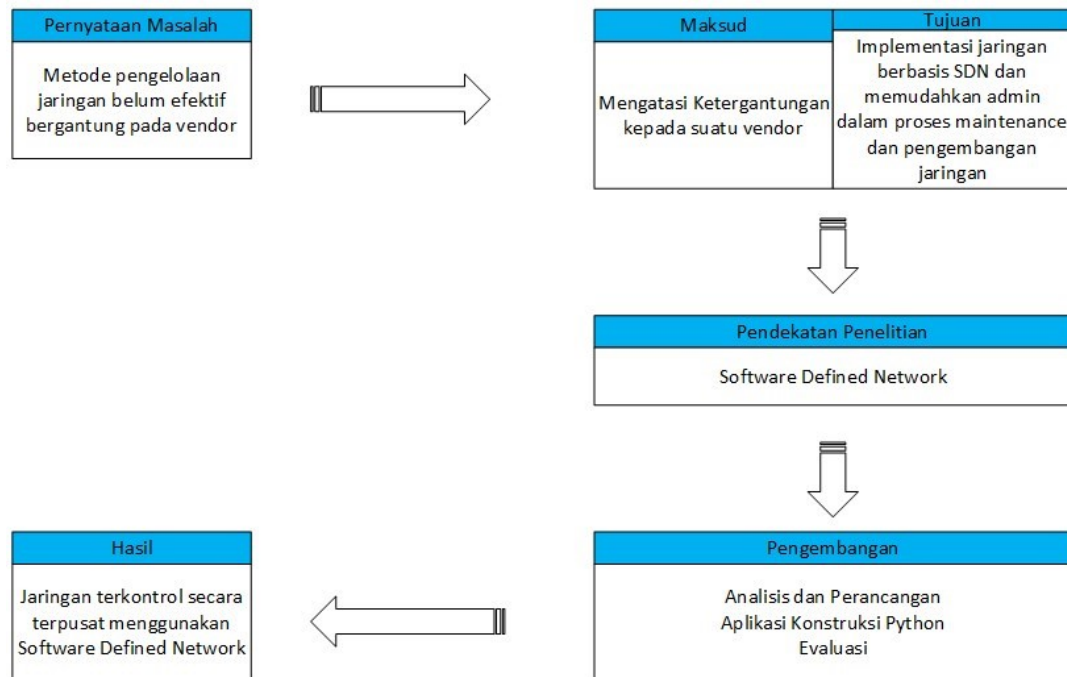 Pernyataan Masalah
Metode pengelolaan
jaringan belum efektif
bergantung pada vendor
Maksud
Mengatasi Ketergantungan
kepada suatu vendor
Tujuan
Implementasi jaringan
berbasis SDN dan
memudahkan admin
dalam proses maintenance
dan pengembangan
jaringan
Pendekatan Penelitian
Software Defined Network
Pengembangan
Analisis dan Perancangan
Aplikasi Konstruksi Python
Evaluasi
Hasil
Jaringan terkontrol secara
terpusat menggunakan
Software Defined Network